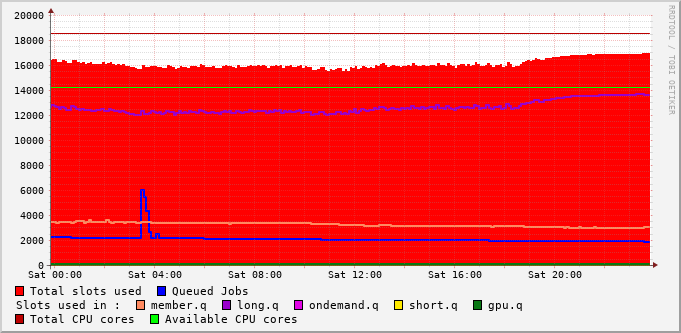 20000
18000
16000
14000
12000
10000
8000
6000
4000
2000
0
Sat 00:00 Sat 04:00 Sat 08:00 Sat 12:00 Sat 16:00 Sat 20:00
Total slots used Queued Jobs
Slots used in : member.q long.q ondemand.q short.q gpu.q
Total CPU cores Available CPU cores
RRDTOOL / TOBI OETIKER